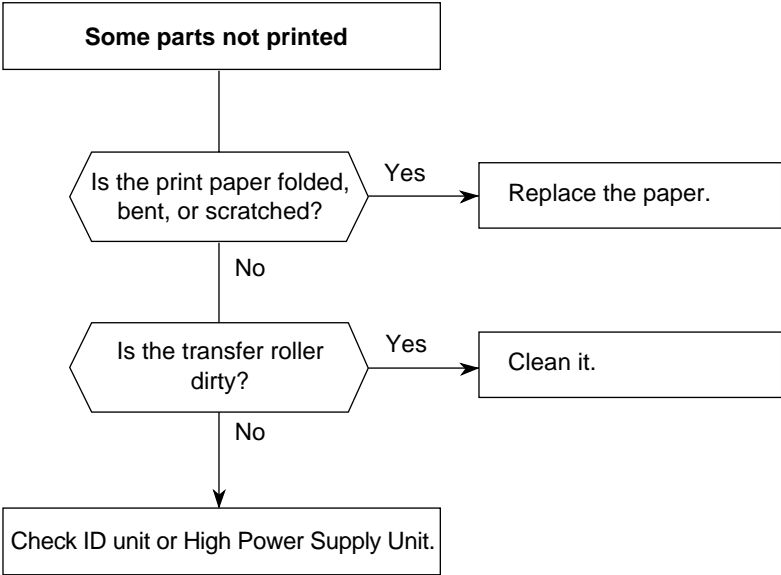 Some parts not printed
Is the print paper folded,
bent, or scratched?
Yes
Replace the paper.
No
Is the transfer roller
dirty?
Yes
Clean it.
No
Check ID unit or High Power Supply Unit.